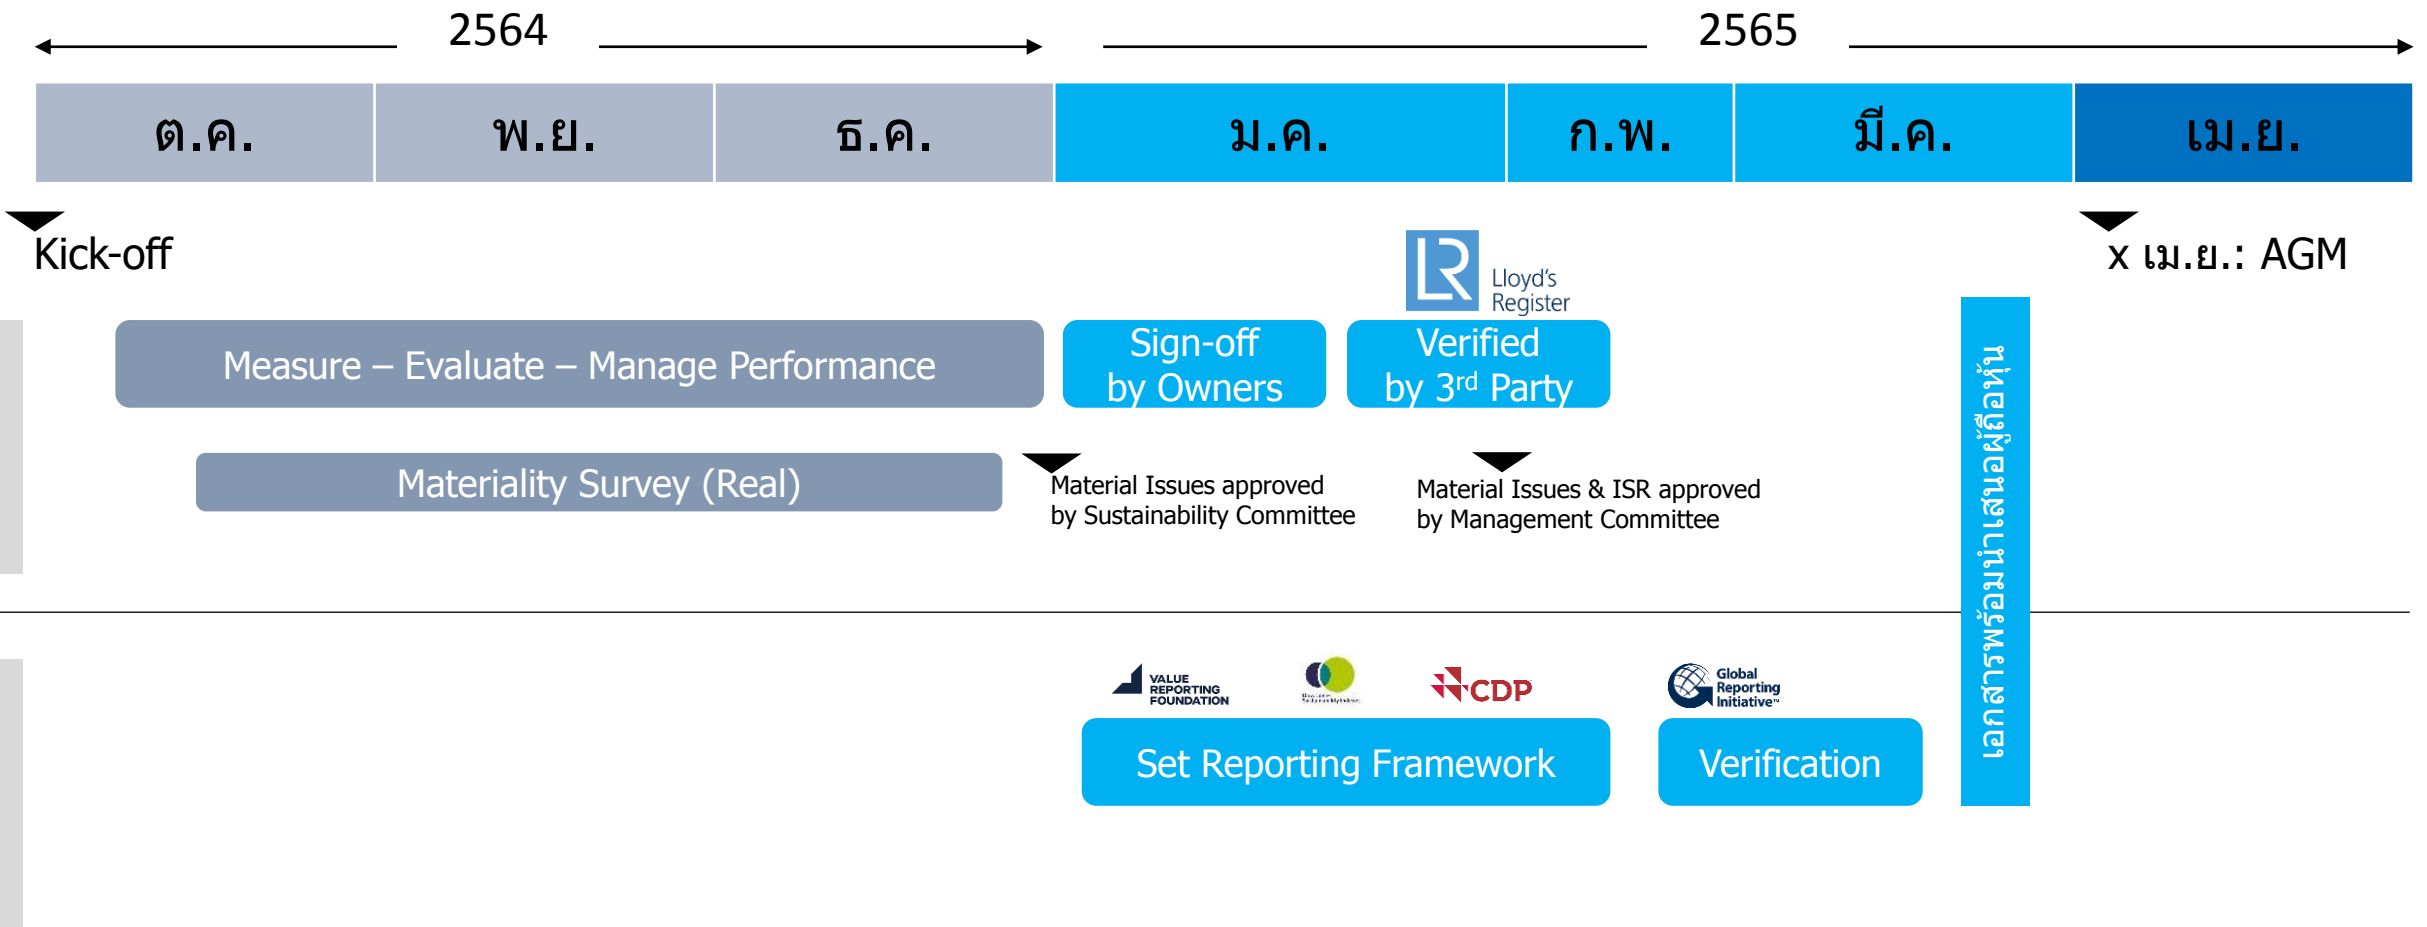 2564
2565
ต.ค.
พ.ย.
ธ.ค.
ม.ค.
ก.พ.
มี.ค.
เม.ย.
Kick-off
x เม.ย.: AGM
Lloyd's
Register
Measure – Evaluate – Manage Performance
Sign-off
by Owners
Verified
by 3rd Party
Materiality Survey (Real)
Material Issues approved
by Sustainability Committee
Material Issues & ISR approved
by Management Committee
เอกสารพร้อมนำเสนอผู้ถือหุ้น
VALUE
REPORTING
FOUNDATION
Sustainability Indexes
CDP
Global
Reporting
Initiative™
Set Reporting Framework
Verification